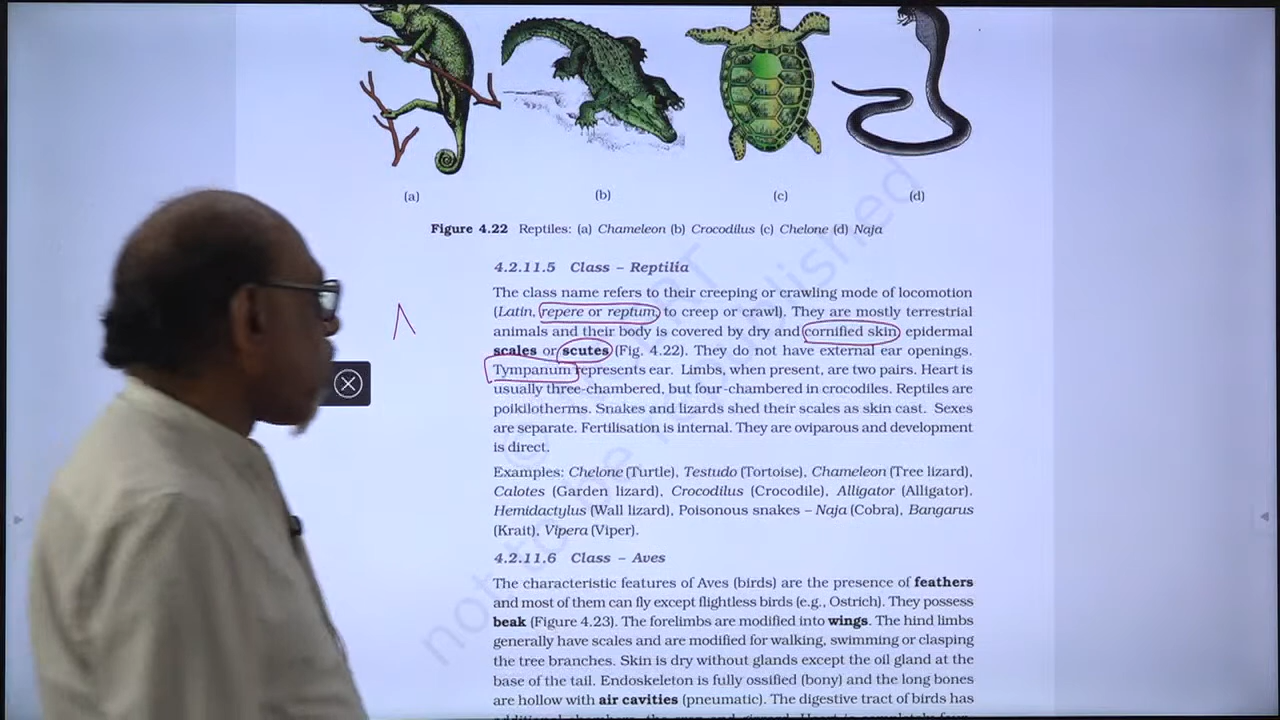 (a) (b) (c) (d)
Figure 4.22 Reptiles: (a) Chameleon (b) Crocodilus (c) Chelone (d) Naja
4.2.11.5 Class – Reptilia
The class name refers to their creeping or crawling mode of locomotion
(Latin, repere or reptum, to creep or crawl). They are mostly terrestrial
animals and their body is covered by dry and cornified skin, epidermal
scales or scutes (Fig. 4.22). They do not have external ear openings.
Tympanum represents ear. Limbs, when present, are two pairs. Heart is
usually three-chambered, but four-chambered in crocodiles. Reptiles are
poikilotherms. Snakes and lizards shed their scales as skin cast. Sexes
are separate. Fertilisation is internal. They are oviparous and development
is direct.
Examples: Chelone (Turtle), Testudo (Tortoise), Chameleon (Tree lizard),
Calotes (Garden lizard), Crocodilus (Crocodile), Alligator (Alligator).
Hemidactylus (Wall lizard), Poisonous snakes – Naja (Cobra), Bangarus
(Krait), Vipera (Viper).
4.2.11.6 Class – Aves
The characteristic features of Aves (birds) are the presence of feathers
and most of them can fly except flightless birds (e.g., Ostrich). They possess
beak (Figure 4.23). The forelimbs are modified into wings. The hind limbs
generally have scales and are modified for walking, swimming or clasping
the tree branches. Skin is dry without glands except the oil gland at the
base of the tail. Endoskeleton is fully ossified (bony) and the long bones
are hollow with air cavities (pneumatic). The digestive tract of birds has
not to be republished